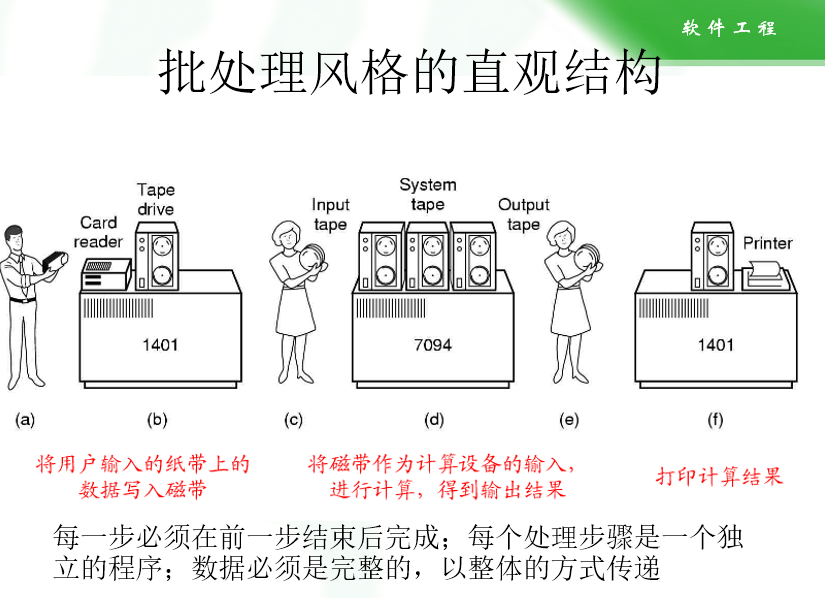 软件工程
批处理风格的直观结构
Tape
drive
Card
reader
Input
tape
System
tape
Output
tape
Printer
1401
7094
1401
(a)
(b)
(c)
(d)
(e)
(f)
将用户输入的纸带上的
数据写入磁带
将磁带作为计算设备的输入，
进行计算，得到输出结果
打印计算结果
每一步必须在前一步结束后完成；每个处理步骤是一个独
立的程序；数据必须是完整的，以整体的方式传递